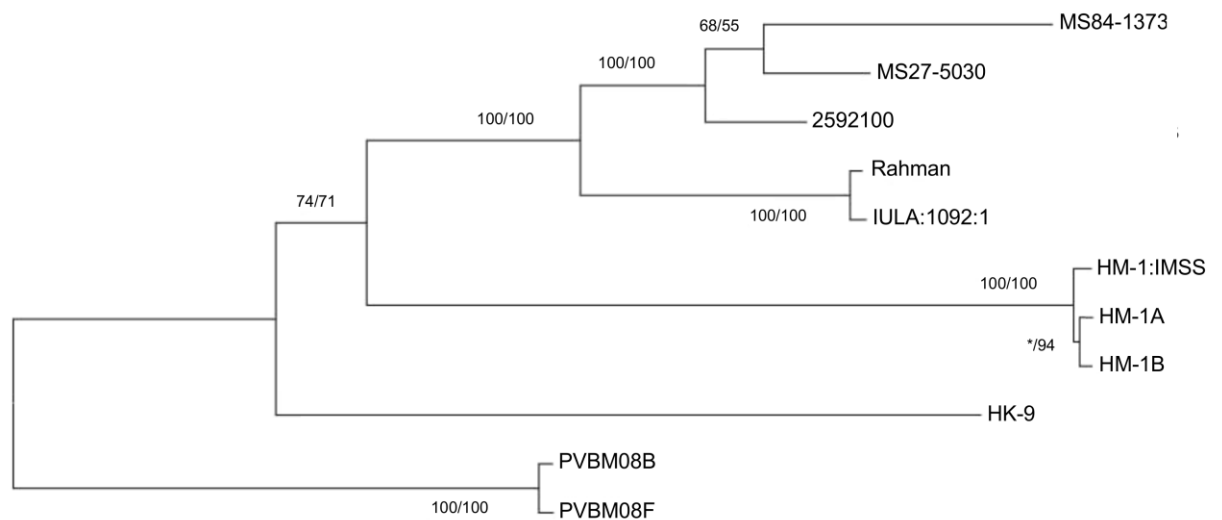 MS84-1373
68/55
100/100
MS27-5030
100/100
2592100
Rahman
74/71
100/100
IULA:1092:1
HM-1:IMSS
100/100
HM-1A
*/94
HM-1B
HK-9
PVBM08B
100/100
PVBM08F